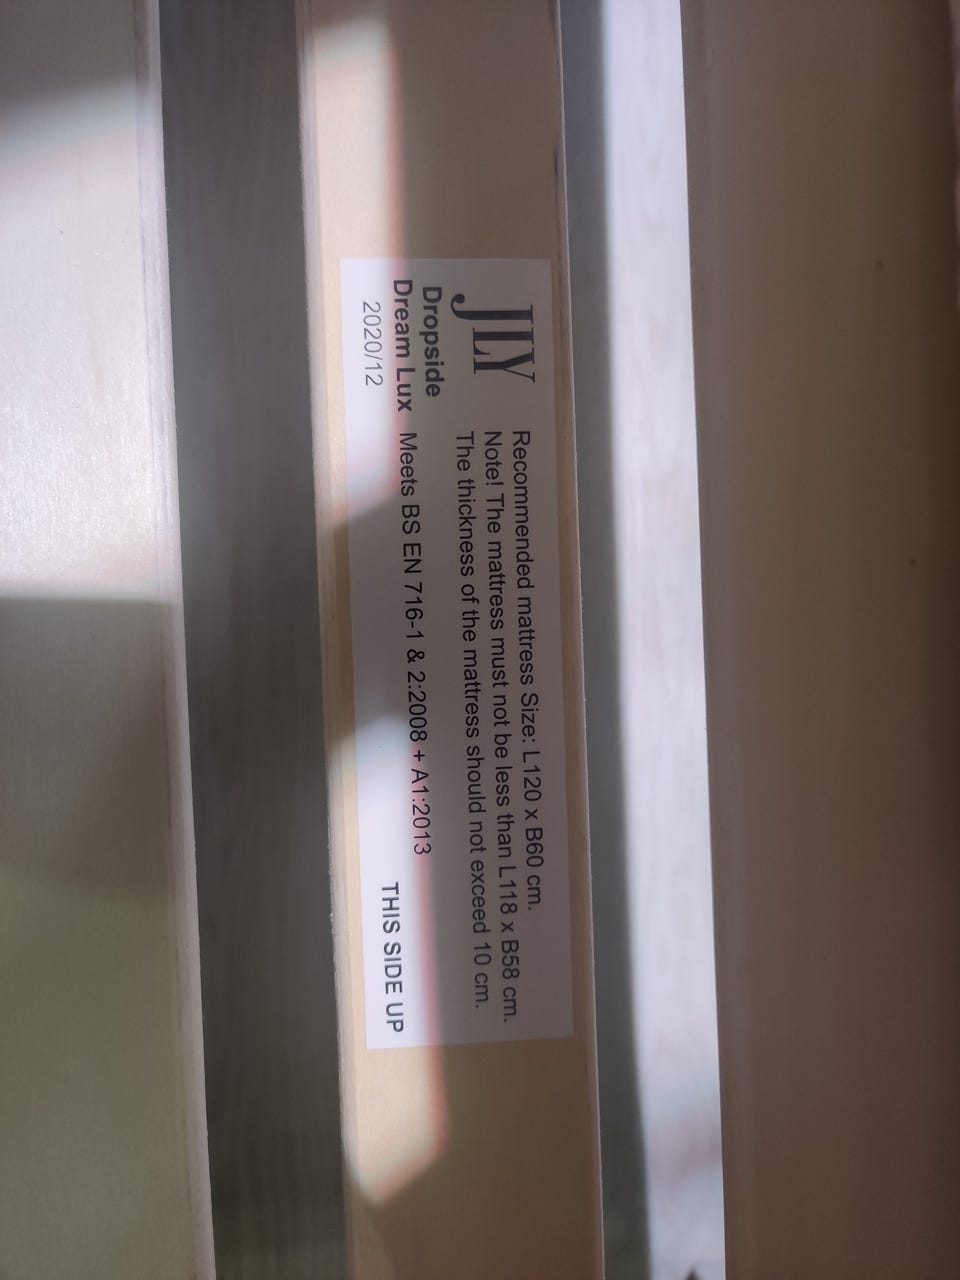 JLY
Dropside
Dream Lux
2020/12
Recommended mattress Size: L120 x B60 cm.
Note! The mattress must not be less than L118 x B58 cm.
The thickness of the mattress should not exceed 10 cm.
Meets BS EN 716-1 & 2:2008 + A1:2013
THIS SIDE UP